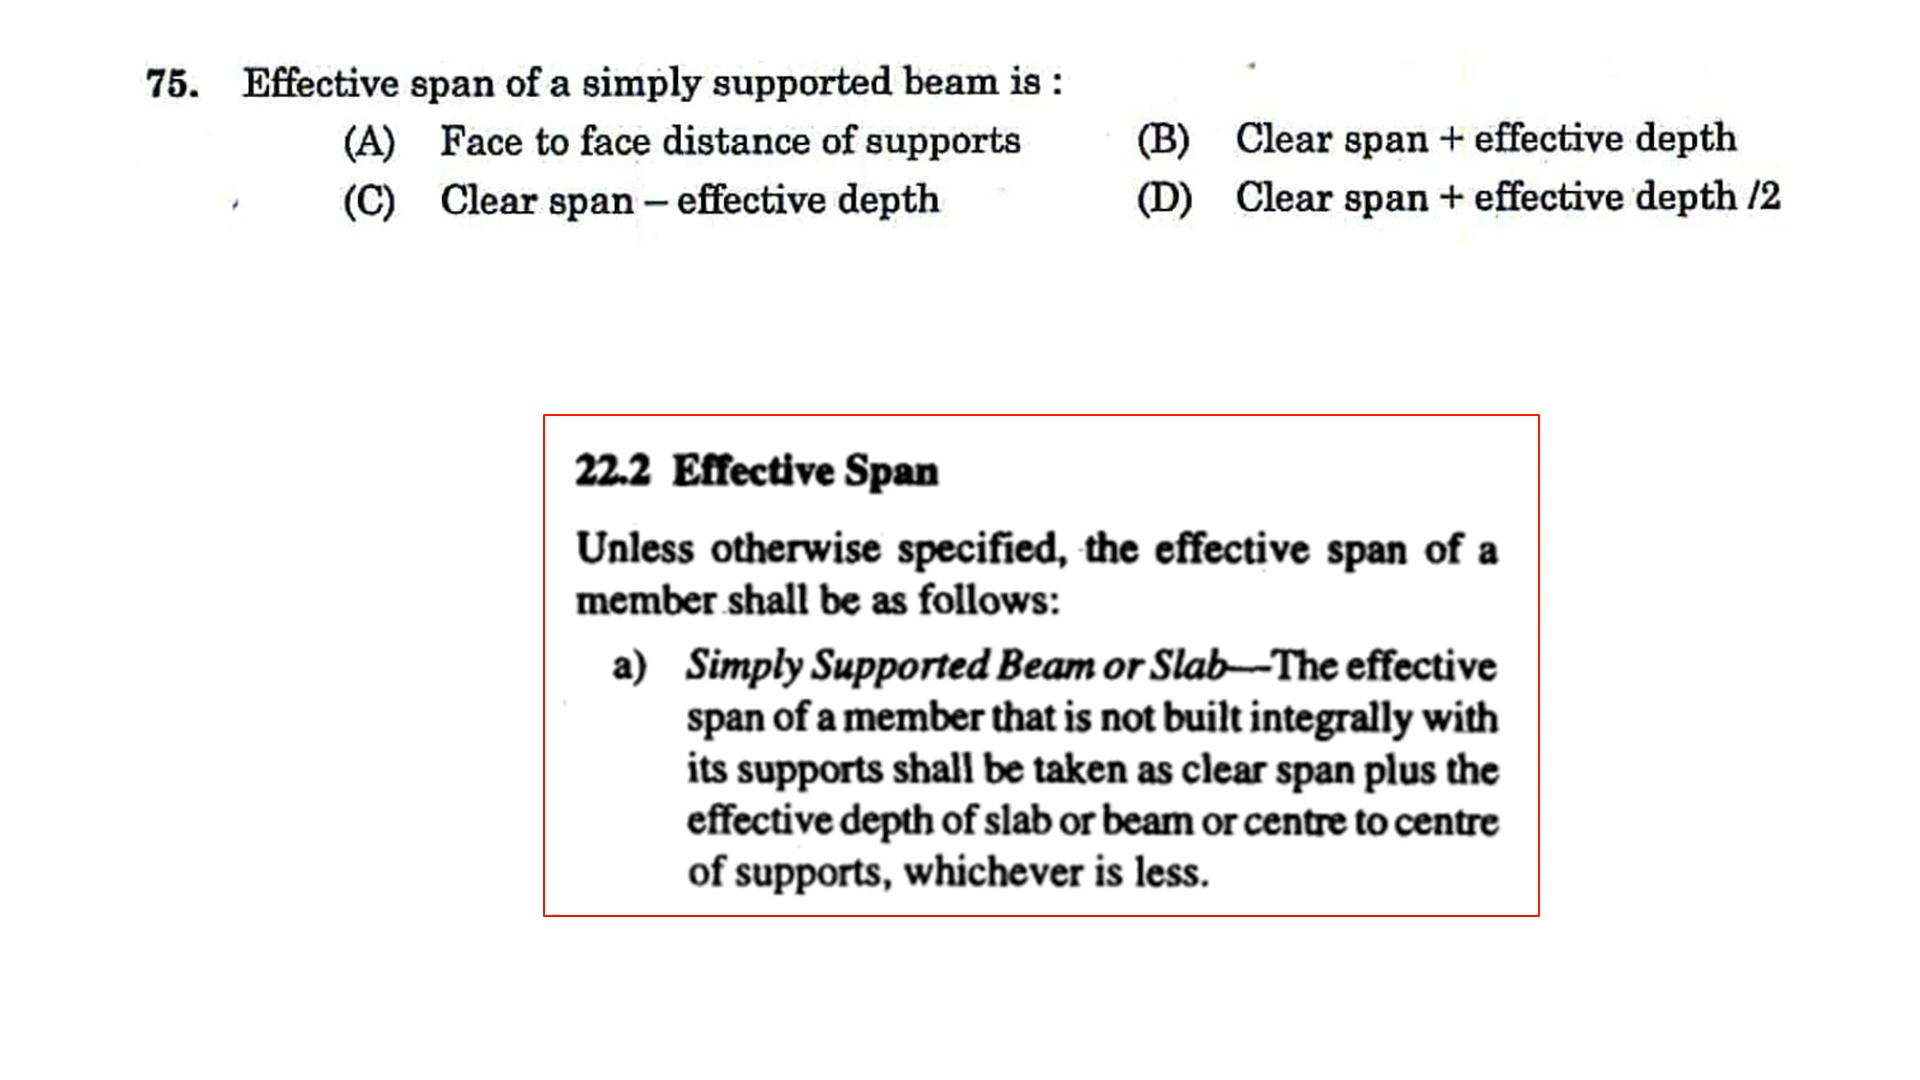 75. Effective span of a simply supported beam is :
(A) Face to face distance of supports (B) Clear span + effective depth
(C) Clear span – effective depth (D) Clear span + effective depth /2
22.2 Effective Span
Unless otherwise specified, the effective span of a
member shall be as follows:
a) Simply Supported Beam or Slab—The effective
span of a member that is not built integrally with
its supports shall be taken as clear span plus the
effective depth of slab or beam or centre to centre
of supports, whichever is less.